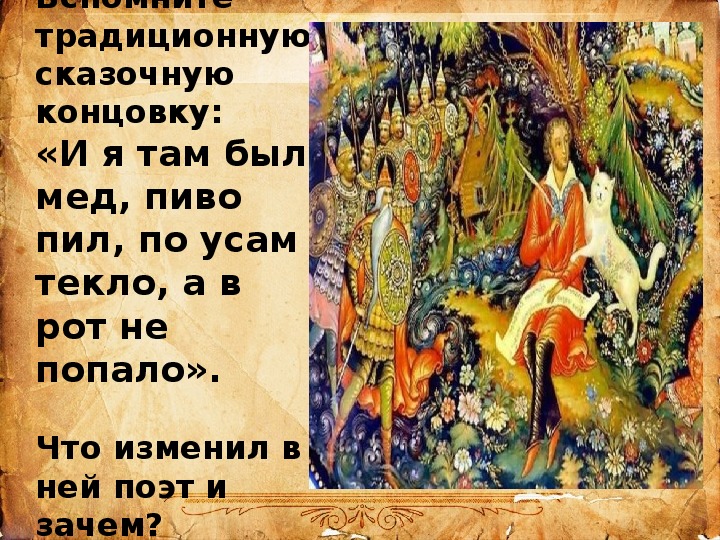 Вспомните
традиционную
сказочную
концовку:
«И я там был
мед, пиво
пил, по усам
текло, а в
рот не
попало».
Что изменил в
ней поэт и
зачем?